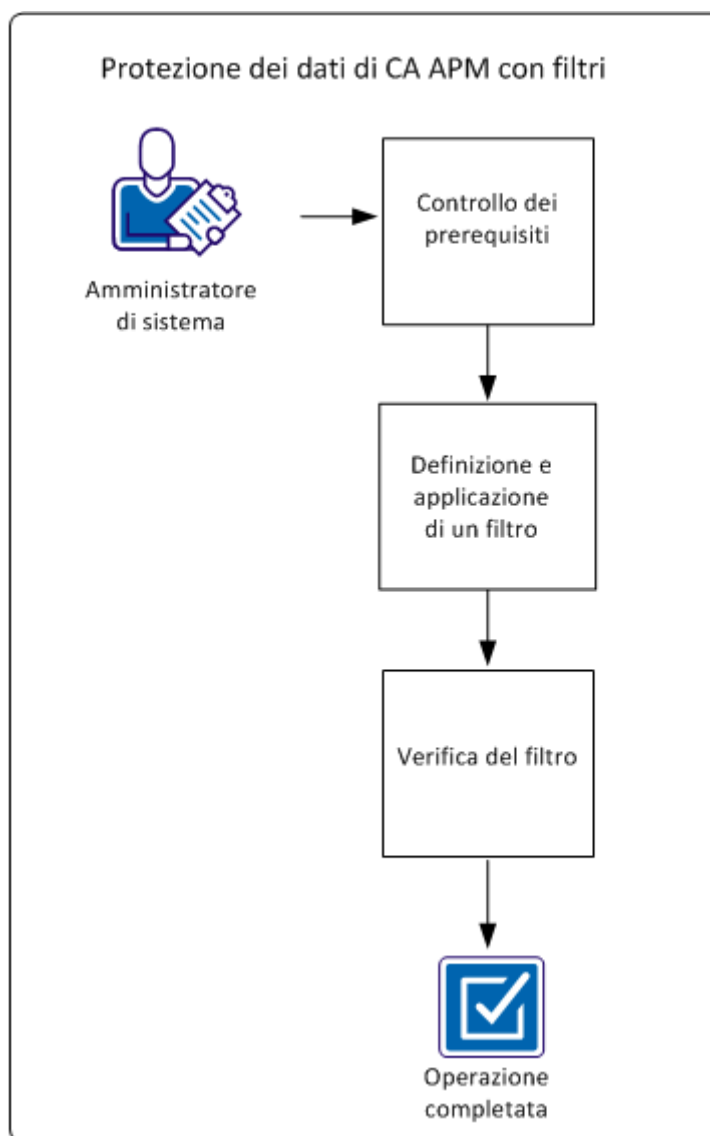 Protezione dei dati di CA APM con filtri
Controllo dei
prerequisiti
Amministratore
di sistema
Definizione e
applicazione
di un filtro
Verifica del filtro
Operazione
completata